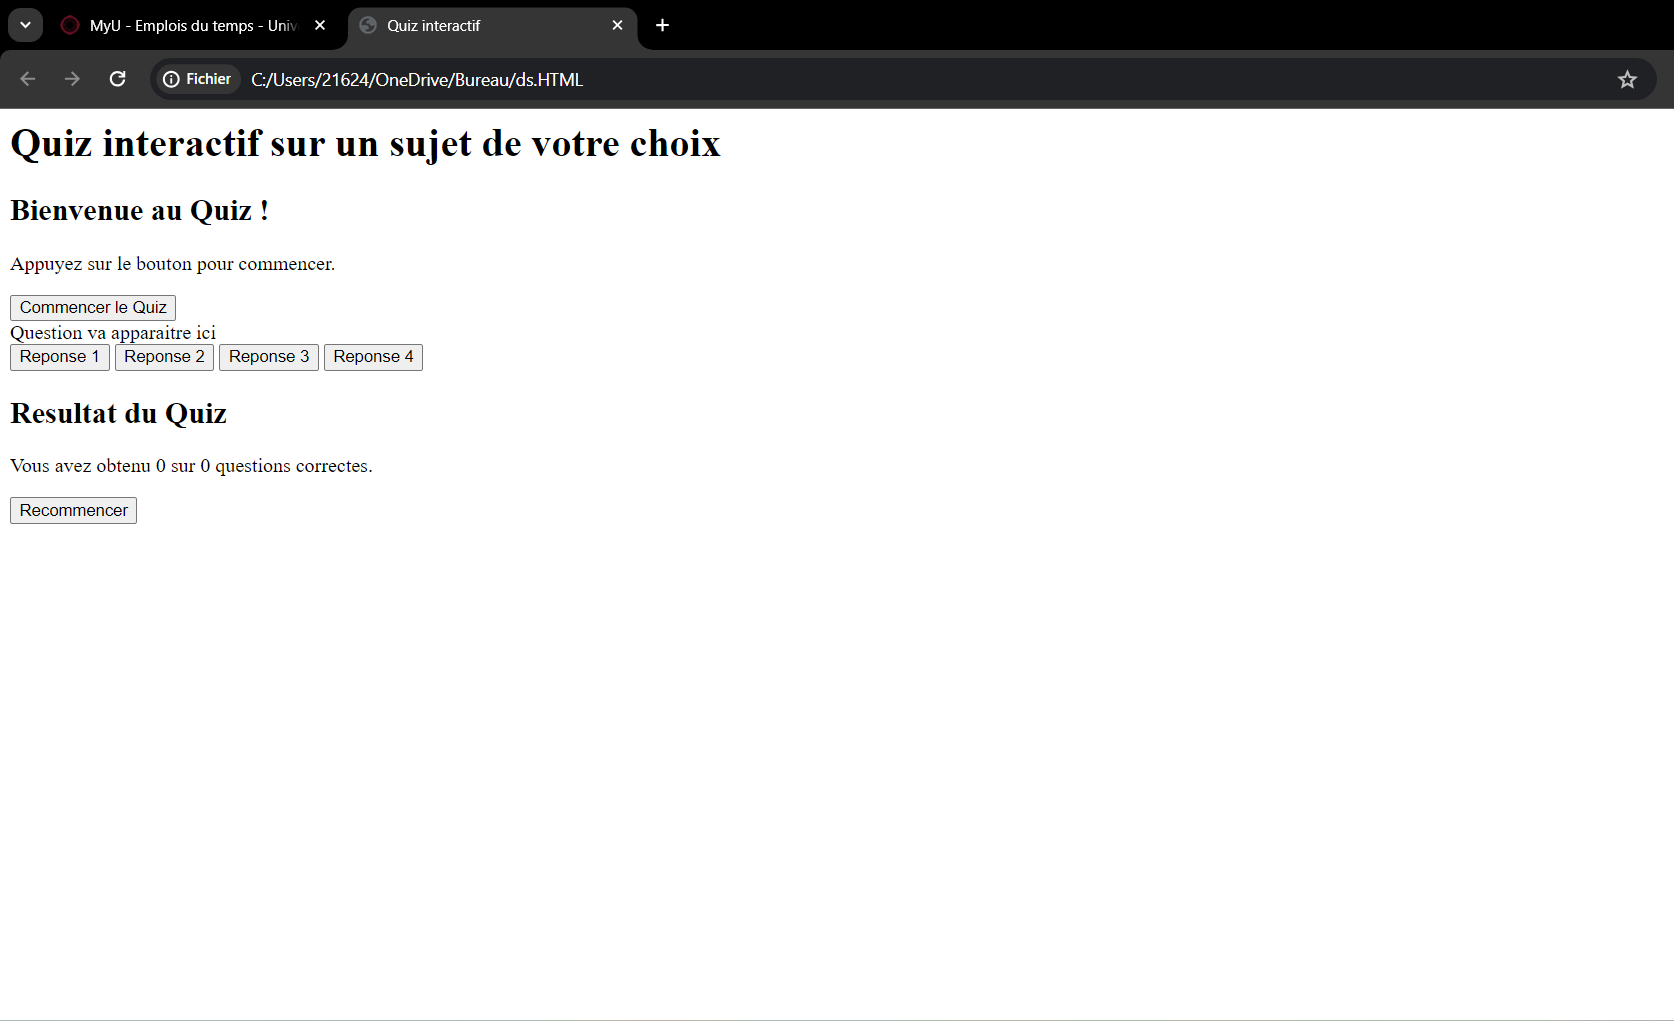 MyU - Emplois du temps - Univ
Quiz interactif
Fichier C:/Users/21624/OneDrive/Bureau/ds.HTML
Quiz interactif sur un sujet de votre choix
Bienvenue au Quiz !
Appuyez sur le bouton pour commencer.
Commencer le Quiz
Question va apparaitre ici
Reponse 1 Reponse 2 Reponse 3 Reponse 4
Resultat du Quiz
Vous avez obtenu 0 sur 0 questions correctes.
Recommencer